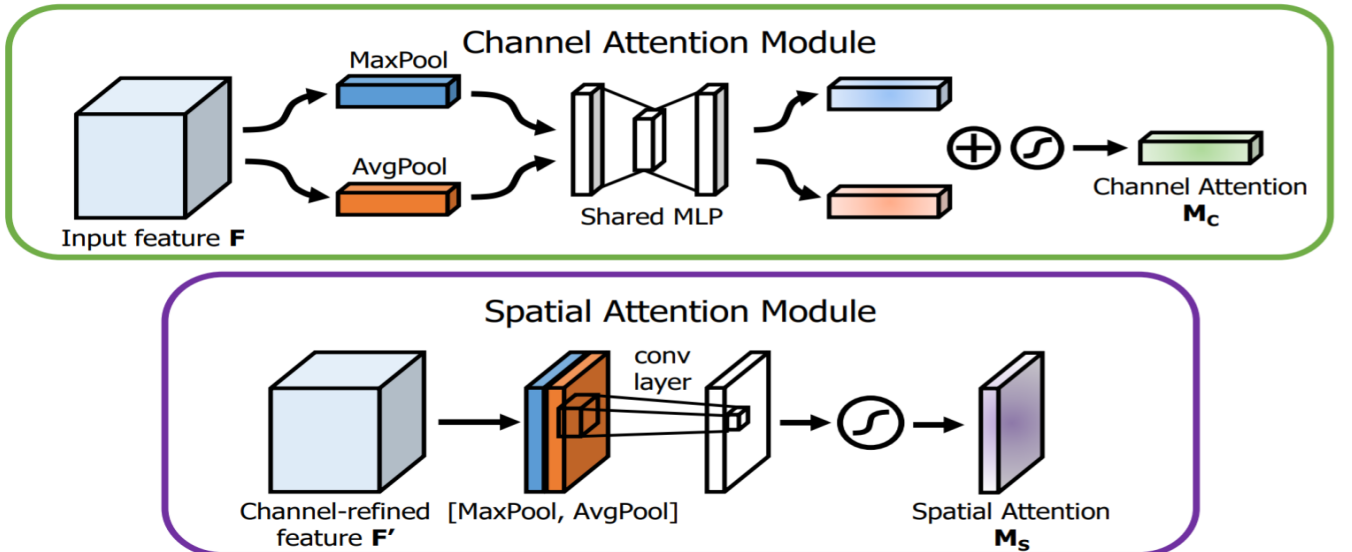 Channel Attention Module
MaxPool
AvgPool
Shared MLP
Input feature F
Channel Attention
Mc
Spatial Attention Module
conv
layer
Channel-refined
feature F'
[MaxPool, AvgPool]
Spatial Attention
Ms